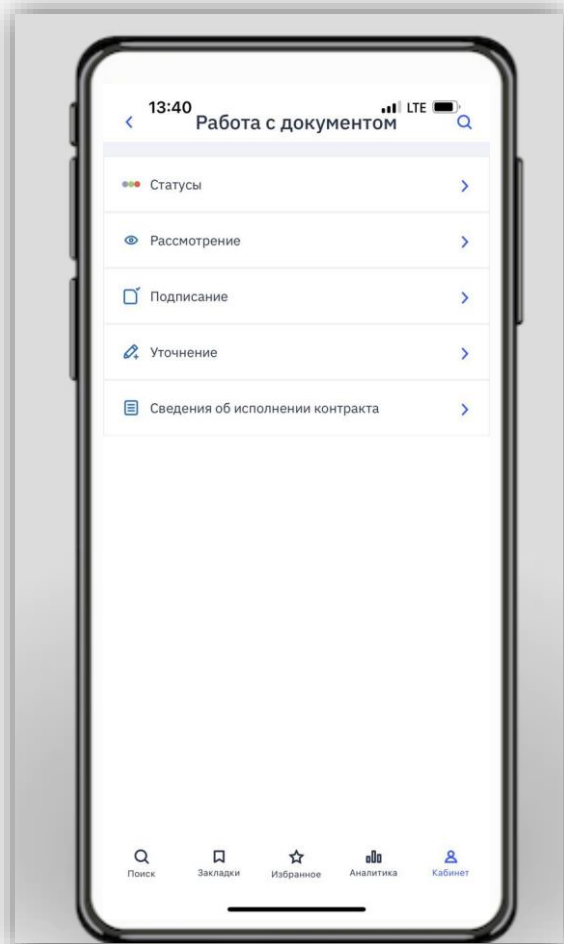 13:40 LTE
Работа с документом
Статусы
Рассмотрение
Подписание
Уточнение
Сведения об исполнении контракта
Поиск Закладки Избранное Аналитика Кабинет